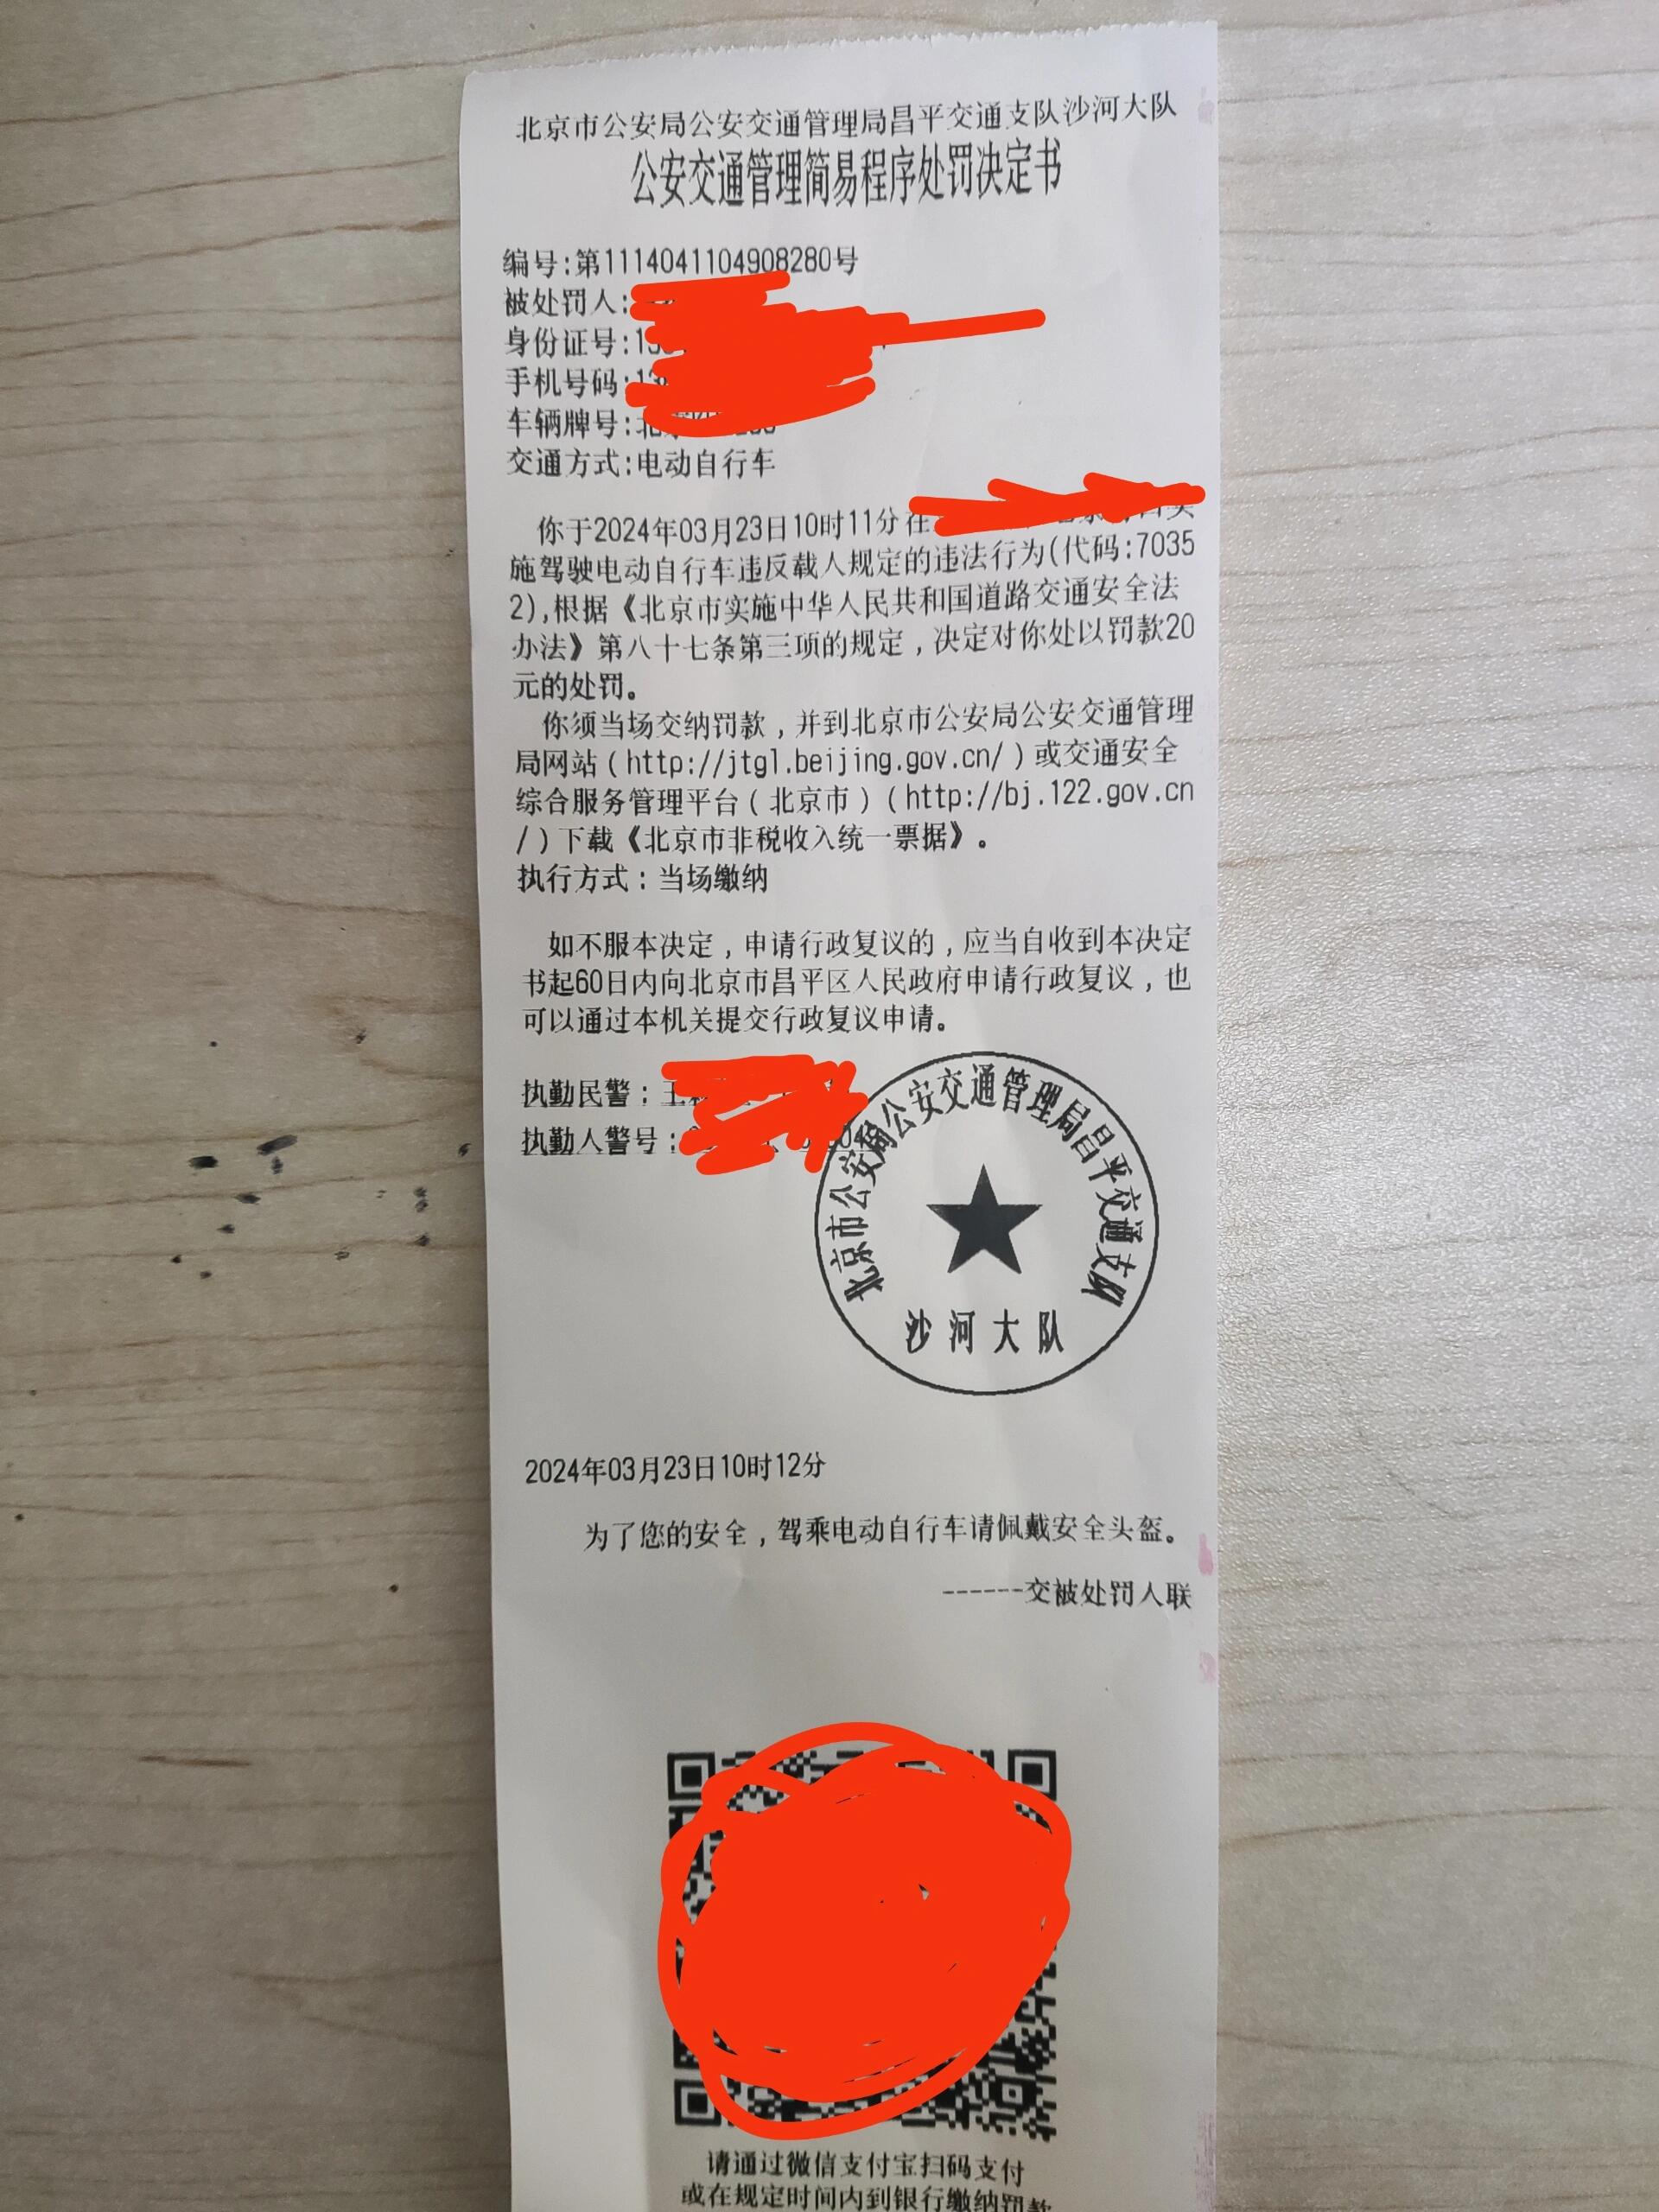 北京市公安局公安交通管理局昌平交通支队沙河大队
公安交通管理简易程序处罚决定书
编号:第1114041104908280号
被处罚人:
身份证号:13
手机号码:13
车辆牌号:北
交通方式:电动自行车
你于2024年03月23日10时11分在 实
施驾驶电动自行车违反载人规定的违法行为(代码:7035
2),根据《北京市实施中华人民共和国道路交通安全法
办法》第八十七条第三项的规定,决定对你处以罚款20
元的处罚。
你须当场交纳罚款,并到北京市公安局公安交通管理
局网站(http://jtgl.beijing.gov.cn/)或交通安全
综合服务管理平台(北京市)(http://bj.122.gov.cn
/)下载《北京市非税收入统一票据》。
执行方式:当场缴纳
如不服本决定,申请行政复议的,应当自收到本决定
书起60日内向北京市昌平区人民政府申请行政复议,也
可以通过本机关提交行政复议申请。
执勤民警:王
执勤人警号:
北京市公安局公安交通管理局昌平交通支队
沙河大队
2024年03月23日10时12分
为了您的安全,驾乘电动自行车请佩戴安全头盔。
------交被处罚人联
请通过微信支付宝扫码支付
或在规定时间内到银行缴纳罚款